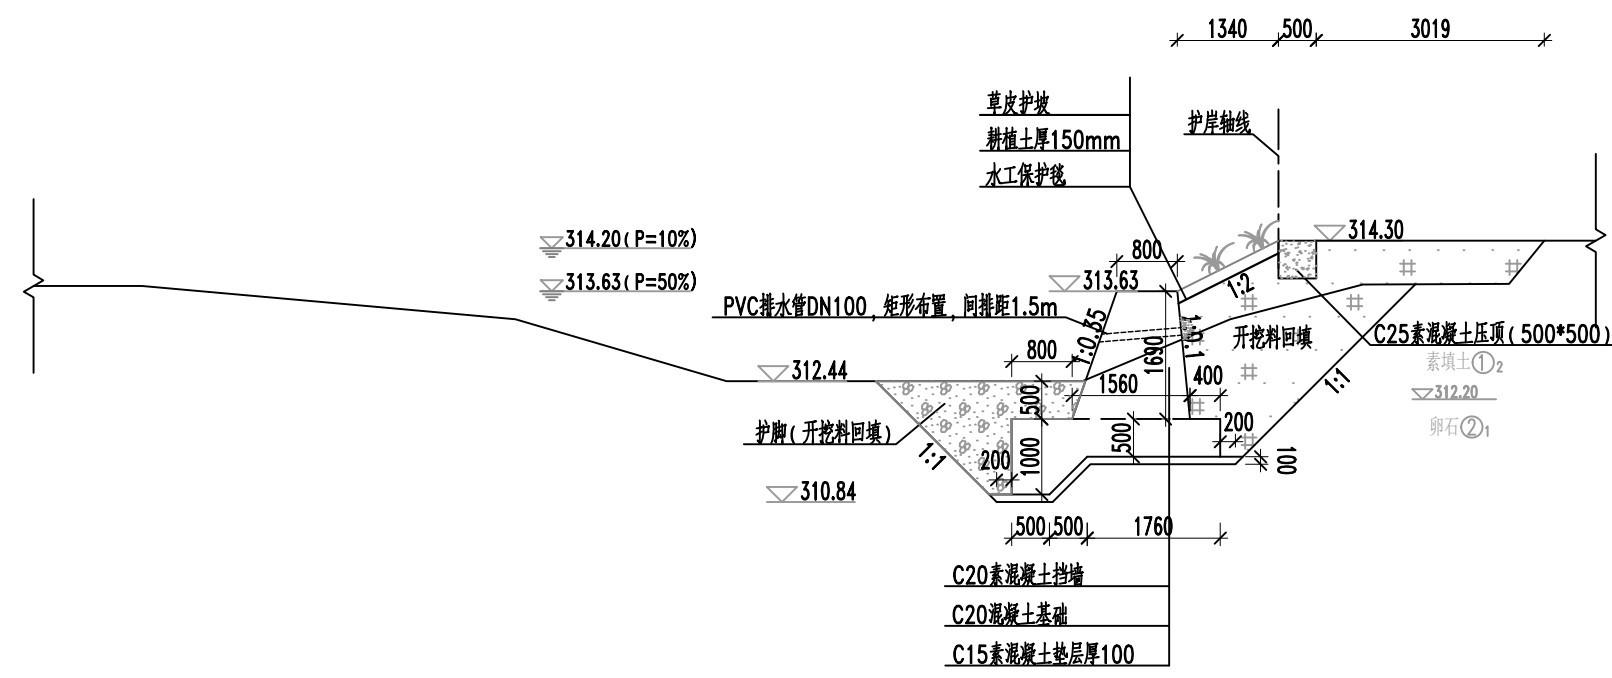 1340
500
3019
草皮护坡
耕植土厚150mm
水工保护毯
护岸轴线
314.20(P=10%)
313.63(P=50%)
800
313.63
1:2
314.30
PVC排水管DN100,矩形布置,间排距1.5m
1:0.35
1690
1:0.1
开挖料回填
C25素混凝土压顶(500*500)
800
312.44
1560
400
500
1:1
素填土①2
312.20
卵石②1
护脚(开挖料回填)
1:1
200
1000
500
200
100
310.84
500
500
1760
C20素混凝土挡墙
C20混凝土基础
C15素混凝土垫层厚100